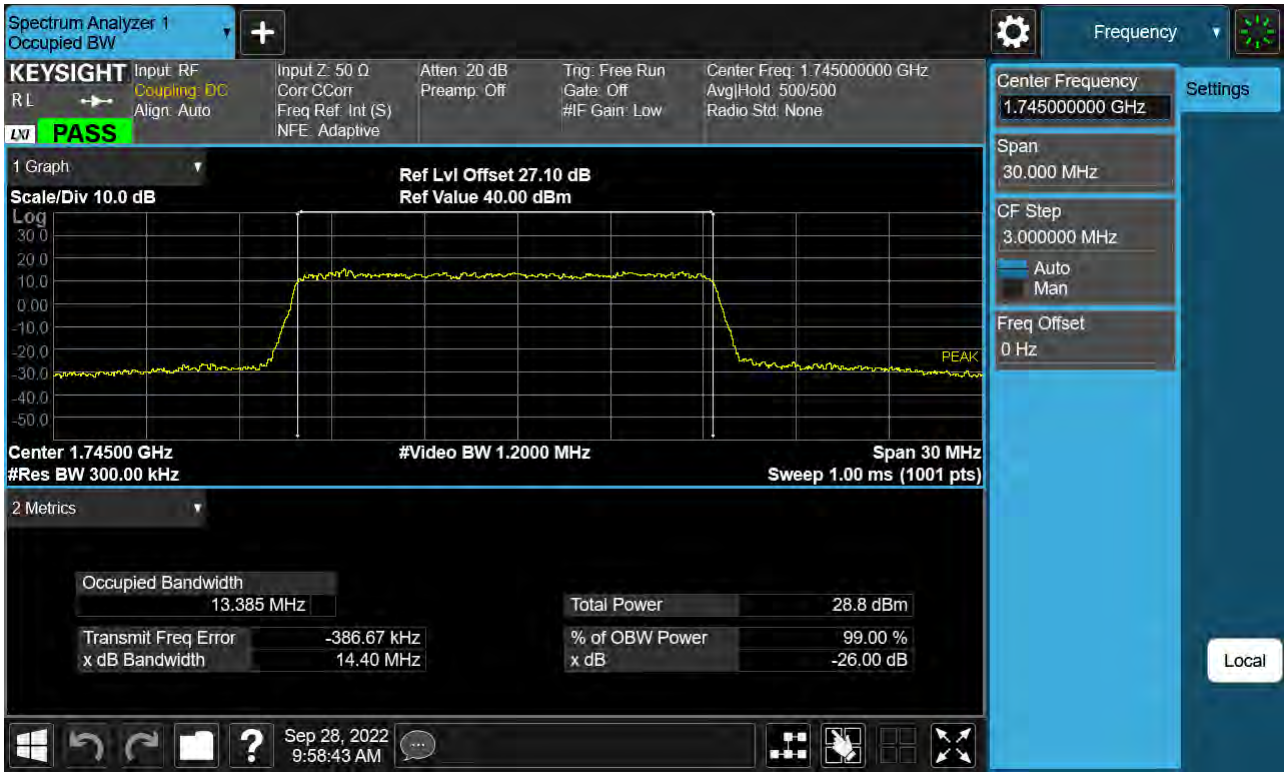 Spectrum Analyzer 1
Occupied BW
+
Frequency
KEYSIGHT
RL
LXI
PASS
Input: RF
Coupling: DC
Align: Auto
Input Z: 50 Ω
Corr CCorr
Freq Ref: Int (S)
NFE: Adaptive
Atten: 20 dB
Preamp: Off
Trig: Free Run
Gate: Off
#IF Gain: Low
Center Freq: 1.745000000 GHz
Avg|Hold: 500/500
Radio Std: None
1 Graph
Scale/Div 10.0 dB
Ref Lvl Offset 27.10 dB
Ref Value 40.00 dBm
Log
30.0
20.0
10.0
0.00
-10.0
-20.0
-30.0
-40.0
-50.0
PEAK
Center 1.74500 GHz
#Video BW 1.2000 MHz
Span 30 MHz
#Res BW 300.00 kHz
Sweep 1.00 ms (1001 pts)
2 Metrics
Occupied Bandwidth
13.385 MHz
Total Power 28.8 dBm
Transmit Freq Error -386.67 kHz
% of OBW Power 99.00 %
x dB Bandwidth 14.40 MHz
x dB -26.00 dB
Center Frequency
1.745000000 GHz
Span
30.000 MHz
CF Step
3.000000 MHz
Auto
Man
Freq Offset
0 Hz
Settings
Local
?
Sep 28, 2022
9:58:43 AM